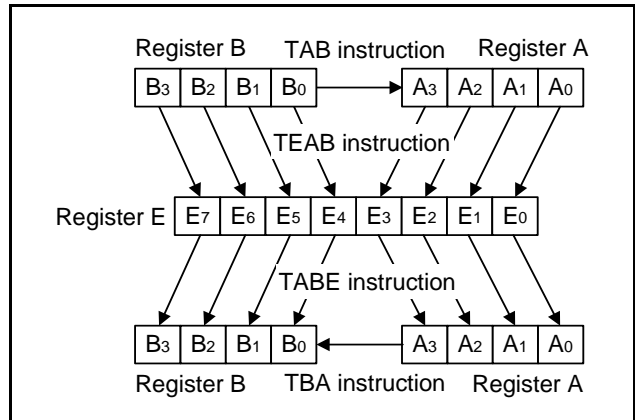 Register B TAB instruction Register A
B3 B2 B1 B0 A3 A2 A1 A0
TEAB instruction
Register E E7 E6 E5 E4 E3 E2 E1 E0
TABE instruction
B3 B2 B1 B0 A3 A2 A1 A0
Register B TBA instruction Register A